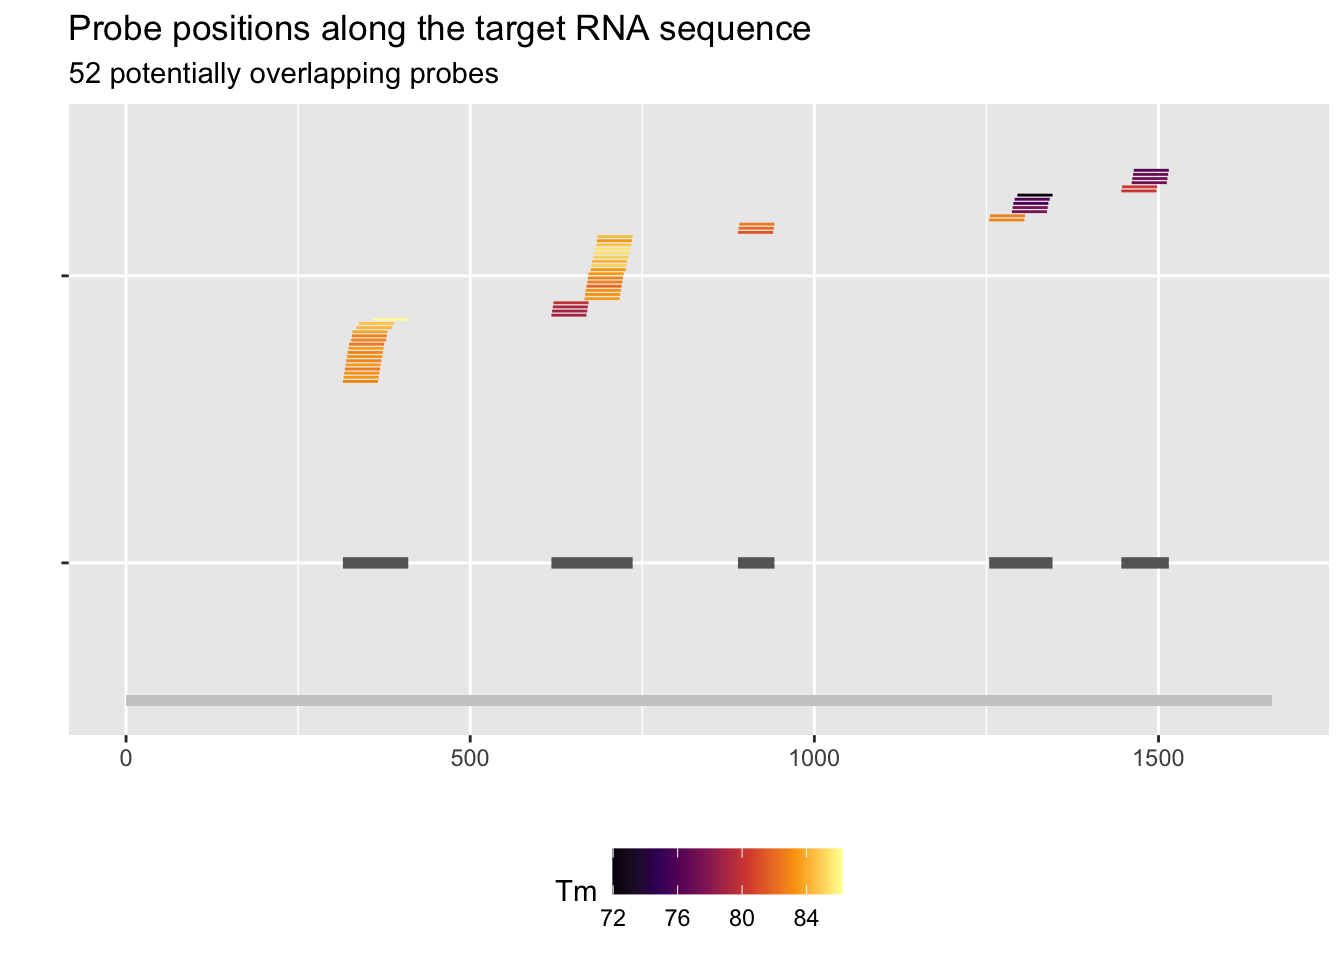 Probe positions along the target RNA sequence
52 potentially overlapping probes
0 500 1000 1500
Tm
72 76 80 84